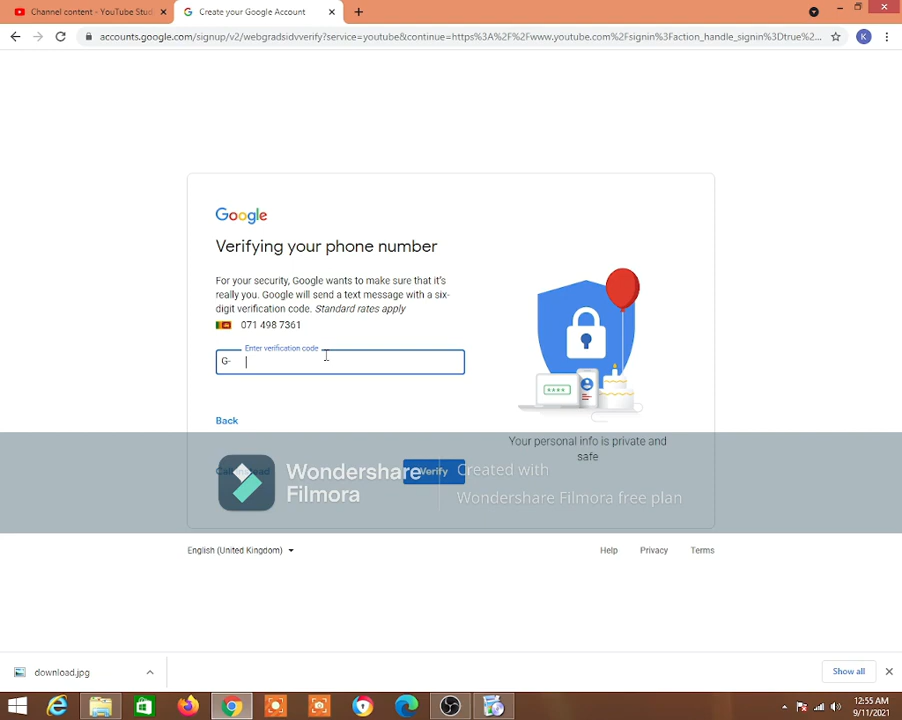 Channel content - YouTube Stud
Create your Google Account
accounts.google.com/signup/v2/webgradsidvverify?service=youtube&continue=https%3A%2F%2Fwww.youtube.com%2Fsignin%3Faction_handle_signin%3Dtrue%2...
K
Google
Verifying your phone number
For your security, Google wants to make sure that it's
really you. Google will send a text message with a six-
digit verification code. Standard rates apply
071 498 7361
Enter verification code
G-
Back
Your personal info is private and
safe
Call instead
Verify
Wondershare
Filmora
Created with
Wondershare Filmora free plan
English (United Kingdom)
Help
Privacy
Terms
download.jpg
Show all
12:55 AM
9/11/2021